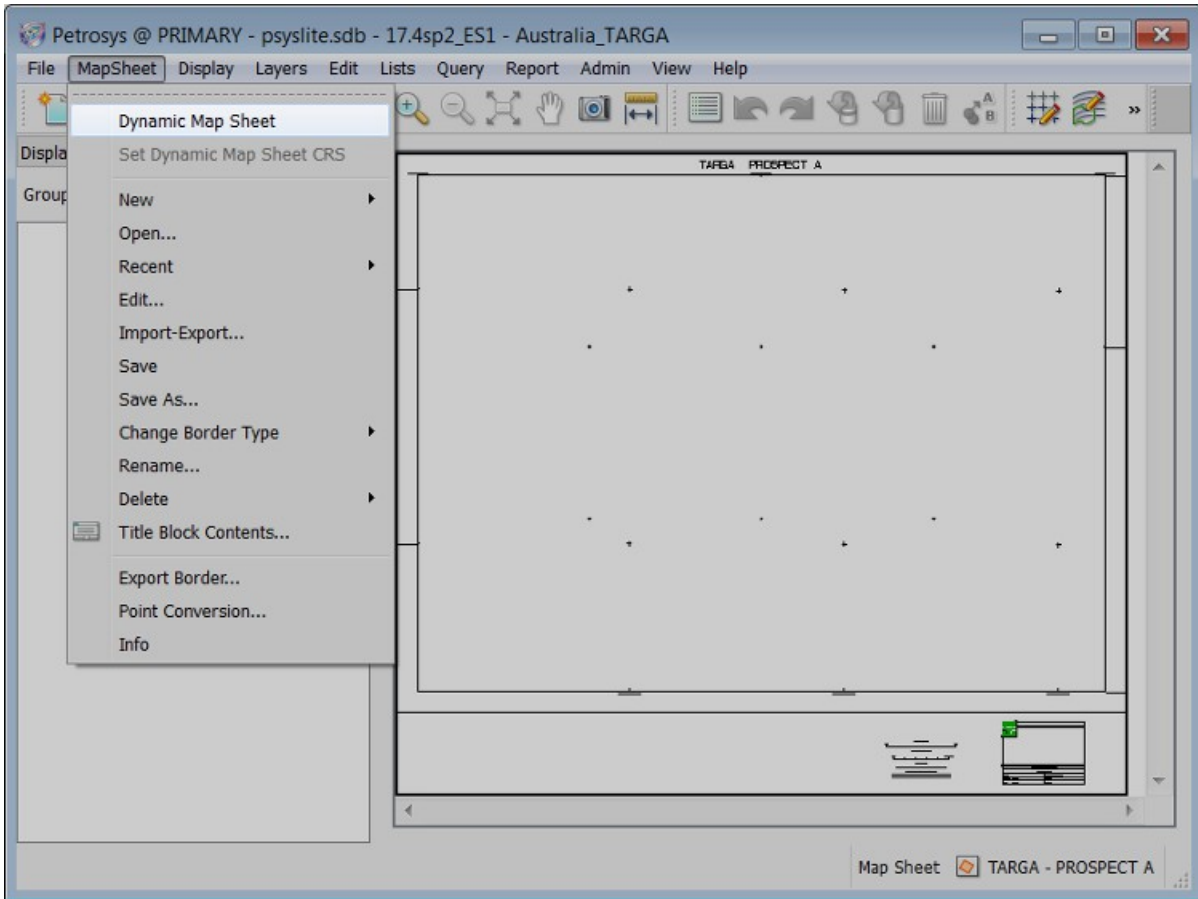 Petrosys @ PRIMARY - psyslite.sdb - 17.4sp2_ES1 - Australia_TARGA
File MapSheet Display Layers Edit Lists Query Report Admin View Help
Dynamic Map Sheet
»
Displa
Set Dynamic Map Sheet CRS
TARGA PROSPECT A
Group
New
Open...
Recent
Edit...
Import-Export...
Save
Save As...
Change Border Type
Rename...
Delete
Title Block Contents...
Export Border...
Point Conversion...
Info
Map Sheet TARGA - PROSPECT A